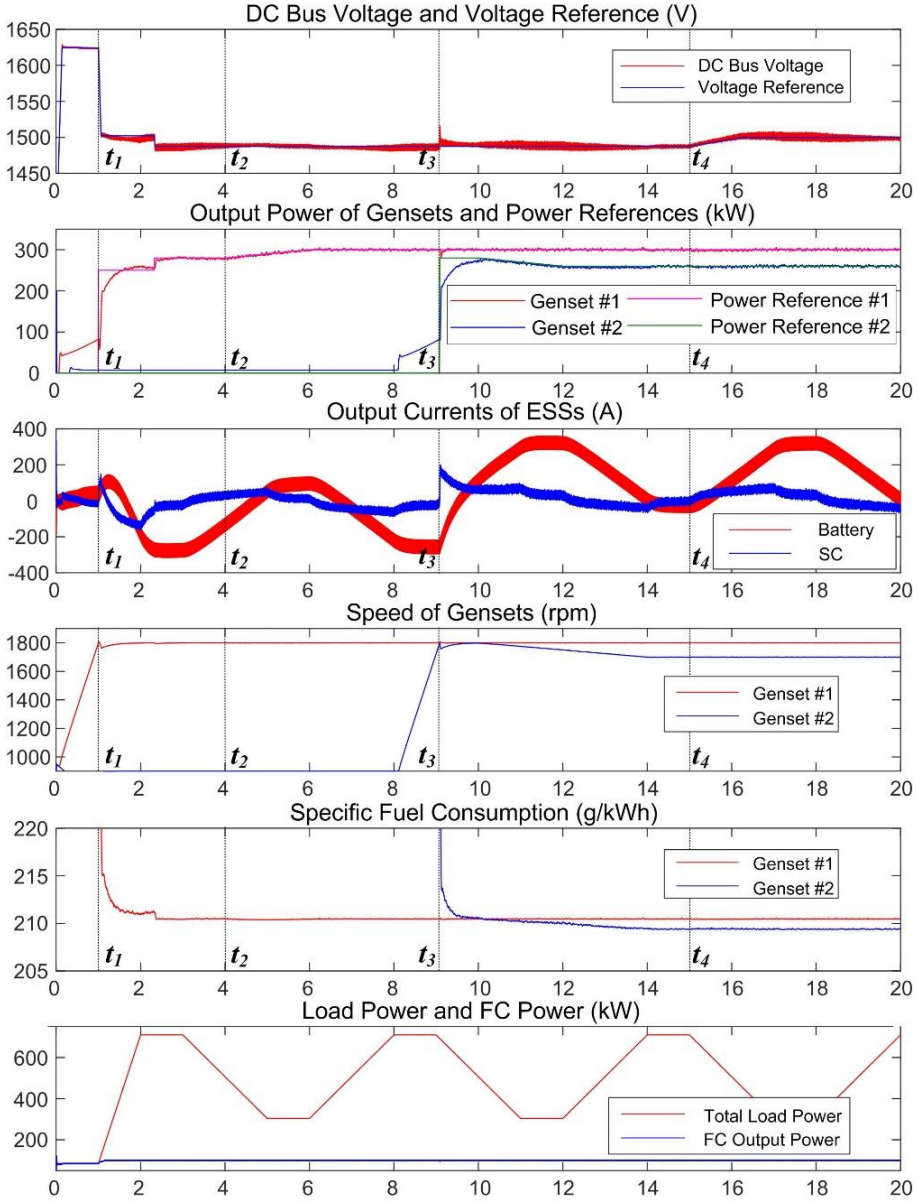 DC Bus Voltage and Voltage Reference (V)
1650
1600
1550
1500
1450
DC Bus Voltage
Voltage Reference
t1 t2 t3 t4
0 2 4 6 8 10 12 14 16 18 20
Output Power of Gensets and Power References (kW)
300
200
100
0
Genset #1 Power Reference #1
Genset #2 Power Reference #2
t1 t2 t3 t4
0 2 4 6 8 10 12 14 16 18 20
Output Currents of ESSs (A)
400
200
0
-200
-400
Battery
SC
t1 t2 t3 t4
0 2 4 6 8 10 12 14 16 18 20
Speed of Gensets (rpm)
1800
1600
1400
1200
1000
Genset #1
Genset #2
t1 t2 t3 t4
0 2 4 6 8 10 12 14 16 18 20
Specific Fuel Consumption (g/kWh)
220
215
210
205
Genset #1
Genset #2
t1 t2 t3 t4
0 2 4 6 8 10 12 14 16 18 20
Load Power and FC Power (kW)
600
400
200
Total Load Power
FC Output Power
0 2 4 6 8 10 12 14 16 18 20